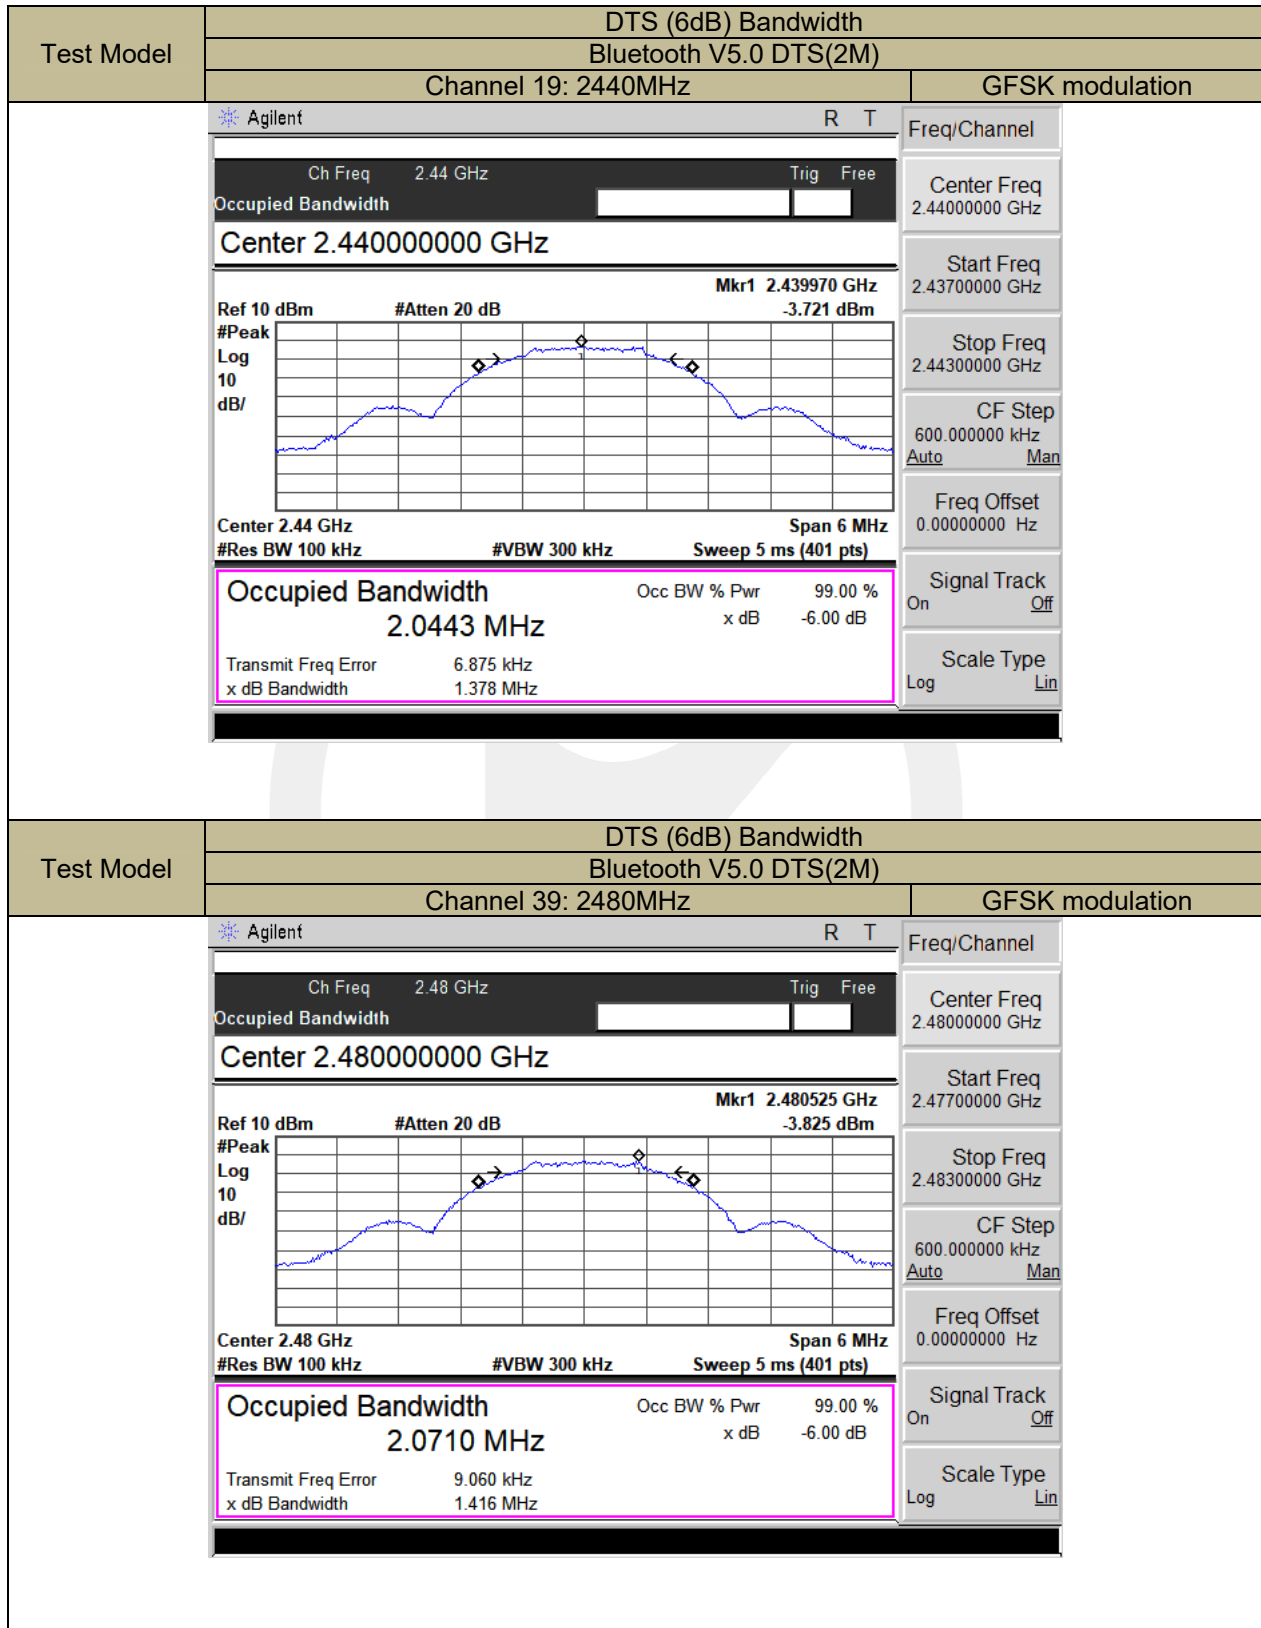 Test Model
DTS (6dB) Bandwidth
Bluetooth V5.0 DTS(2M)
Channel 19: 2440MHz GFSK modulation
Agilent R T
Freq/Channel
Ch Freq 2.44 GHz Trig Free
Occupied Bandwidth
Center 2.440000000 GHz
Mkr1 2.439970 GHz
Ref 10 dBm #Atten 20 dB -3.721 dBm
#Peak
Log
10
dB/
1
Center 2.44 GHz Span 6 MHz
#Res BW 100 kHz #VBW 300 kHz Sweep 5 ms (401 pts)
Occupied Bandwidth Occ BW % Pwr 99.00 %
2.0443 MHz x dB -6.00 dB
Transmit Freq Error 6.875 kHz
x dB Bandwidth 1.378 MHz
Center Freq
2.44000000 GHz
Start Freq
2.43700000 GHz
Stop Freq
2.44300000 GHz
CF Step
600.000000 kHz
Auto Man
Freq Offset
0.00000000 Hz
Signal Track
On Off
Scale Type
Log Lin
Test Model
DTS (6dB) Bandwidth
Bluetooth V5.0 DTS(2M)
Channel 39: 2480MHz GFSK modulation
Agilent R T
Freq/Channel
Ch Freq 2.48 GHz Trig Free
Occupied Bandwidth
Center 2.480000000 GHz
Mkr1 2.480525 GHz
Ref 10 dBm #Atten 20 dB -3.825 dBm
#Peak
Log
10
dB/
1
Center 2.48 GHz Span 6 MHz
#Res BW 100 kHz #VBW 300 kHz Sweep 5 ms (401 pts)
Occupied Bandwidth Occ BW % Pwr 99.00 %
2.0710 MHz x dB -6.00 dB
Transmit Freq Error 9.060 kHz
x dB Bandwidth 1.416 MHz
Center Freq
2.48000000 GHz
Start Freq
2.47700000 GHz
Stop Freq
2.48300000 GHz
CF Step
600.000000 kHz
Auto Man
Freq Offset
0.00000000 Hz
Signal Track
On Off
Scale Type
Log Lin